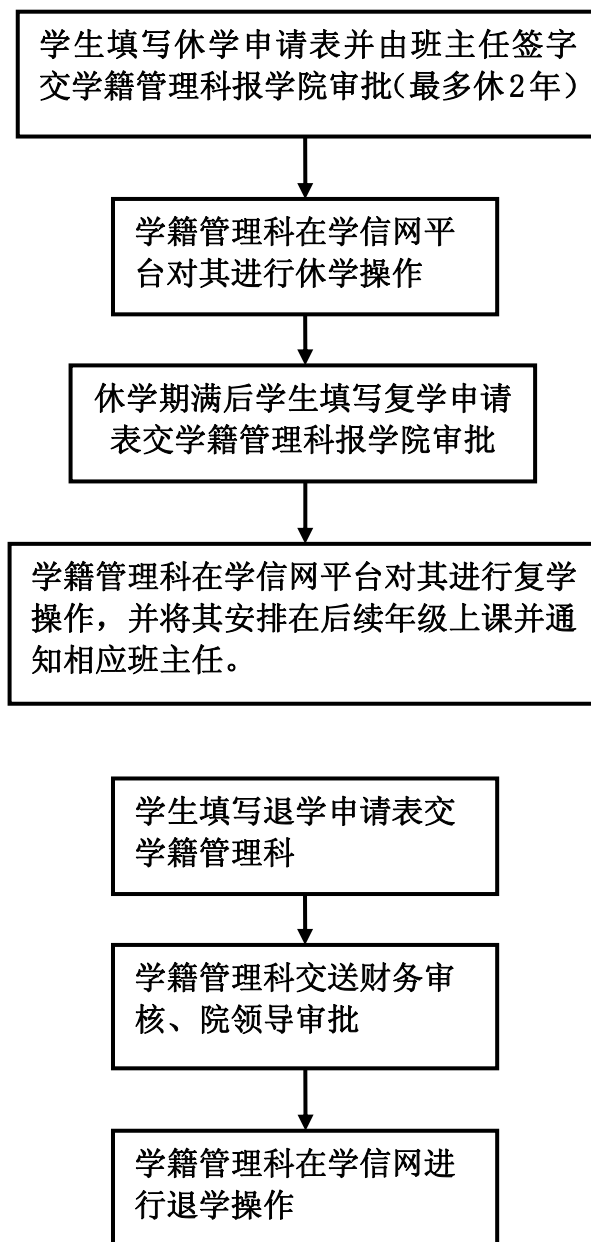 学生填写休学申请表并由班主任签字
交学籍管理科报学院审批(最多休2年)
学籍管理科在学信网平
台对其进行休学操作
休学期满后学生填写复学申请
表交学籍管理科报学院审批
学籍管理科在学信网平台对其进行复学
操作，并将其安排在后续年级上课并通
知相应班主任。
学生填写退学申请表交
学籍管理科
学籍管理科交送财务审
核、院领导审批
学籍管理科在学信网进
行退学操作